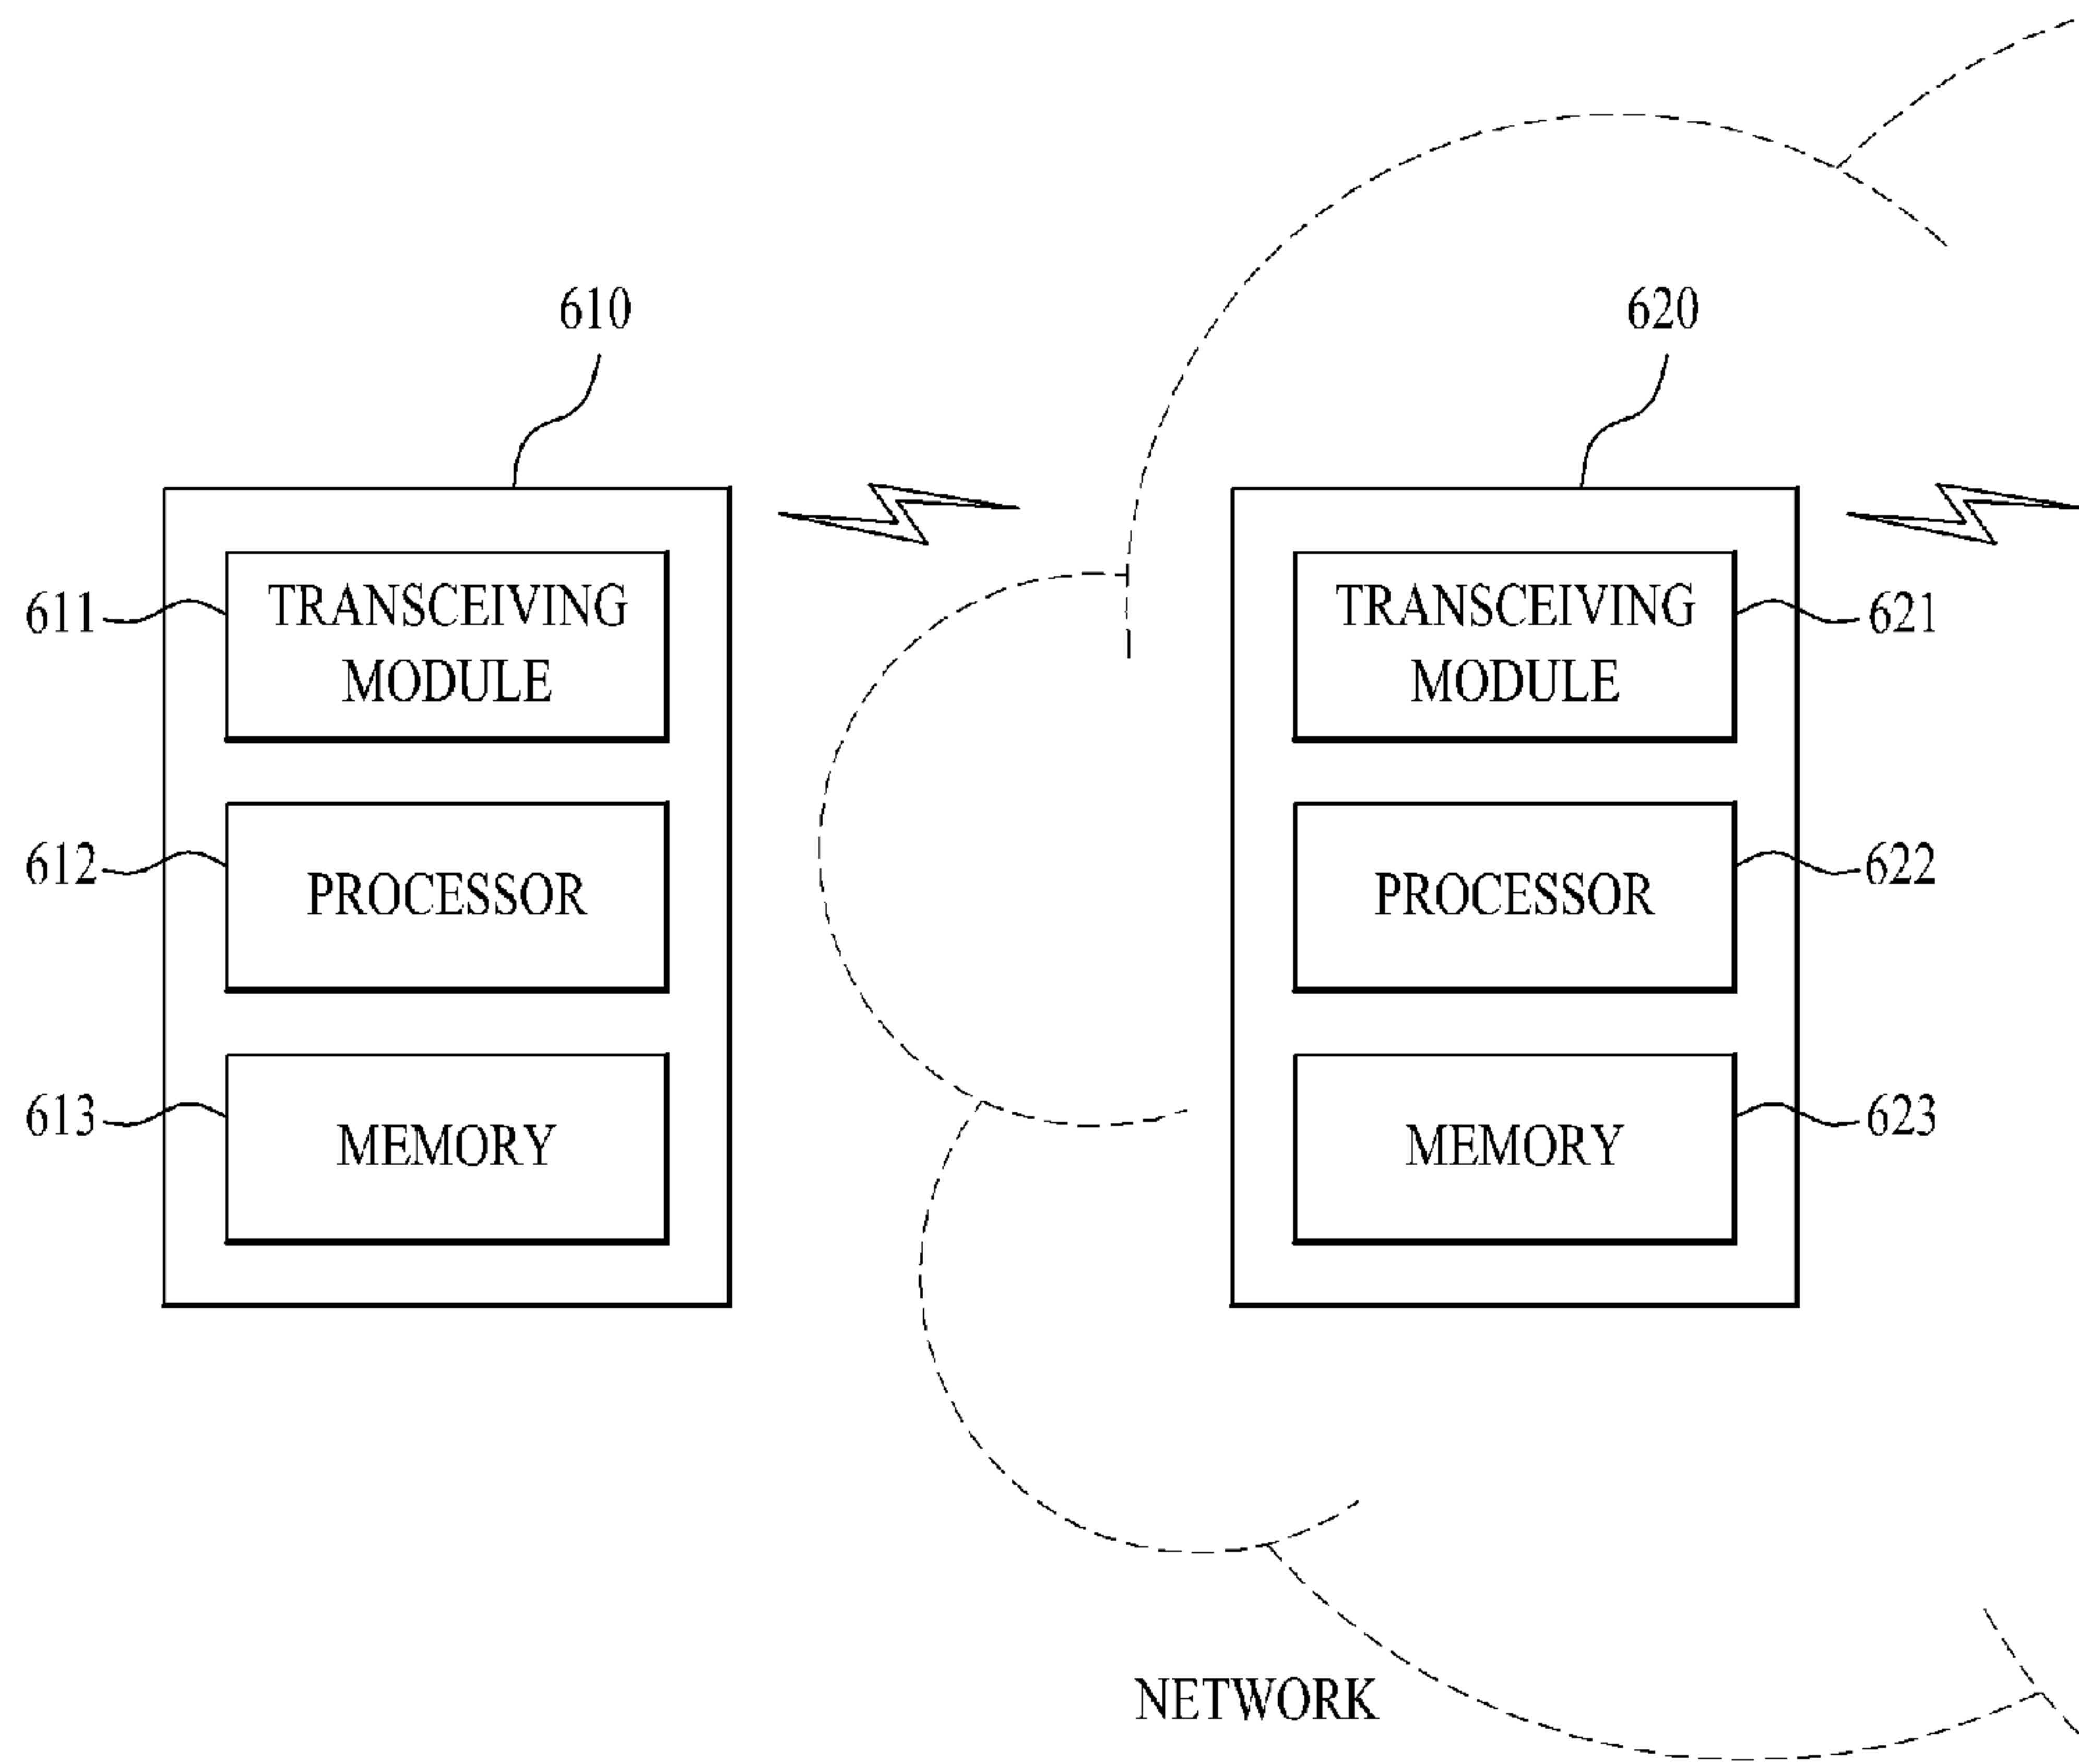 610
620
611
TRANSCEIVING
MODULE
TRANSCEIVING
MODULE
621
612
PROCESSOR
PROCESSOR
622
613
MEMORY
MEMORY
623
NETWORK